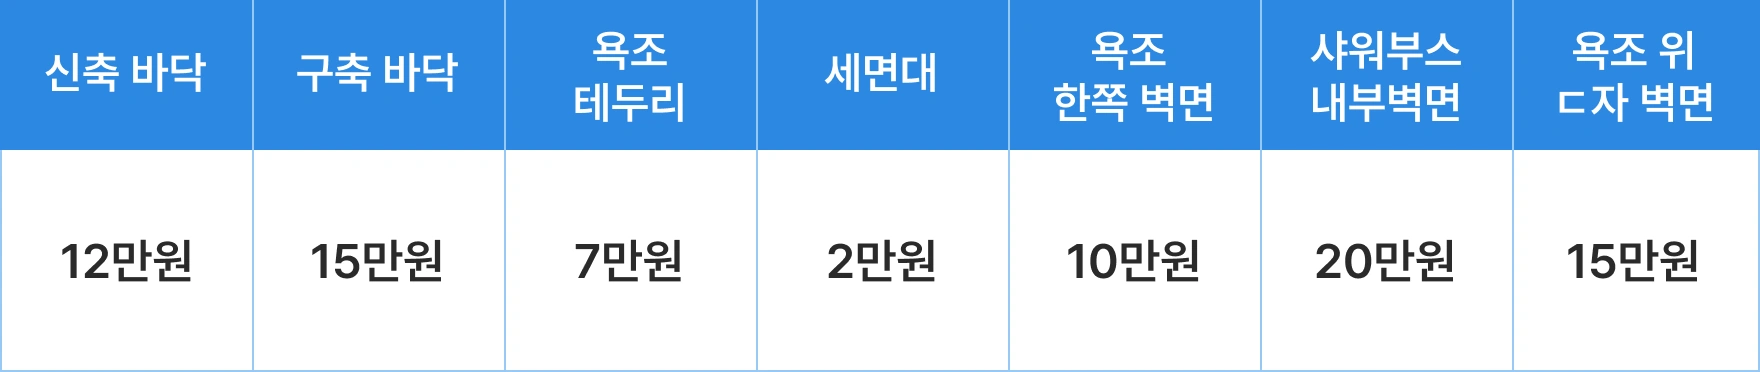 신축 바닥
구축 바닥
욕조
테두리
세면대
욕조
한쪽 벽면
샤워부스
내부벽면
욕조 위
ㄷ자 벽면
12만원
15만원
7만원
2만원
10만원
20만원
15만원